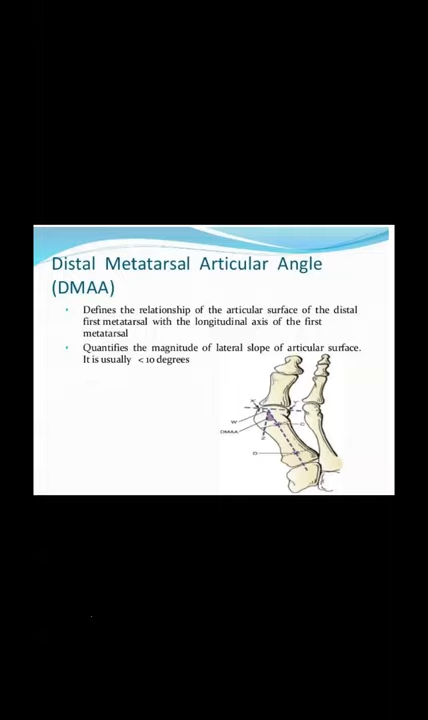 Distal Metatarsal Articular Angle
(DMAA)
Defines the relationship of the articular surface of the distal
first metatarsal with the longitudinal axis of the first
metatarsal
Quantifies the magnitude of lateral slope of articular surface.
It is usually < 10 degrees
X
W
C
DMAA
Z
D